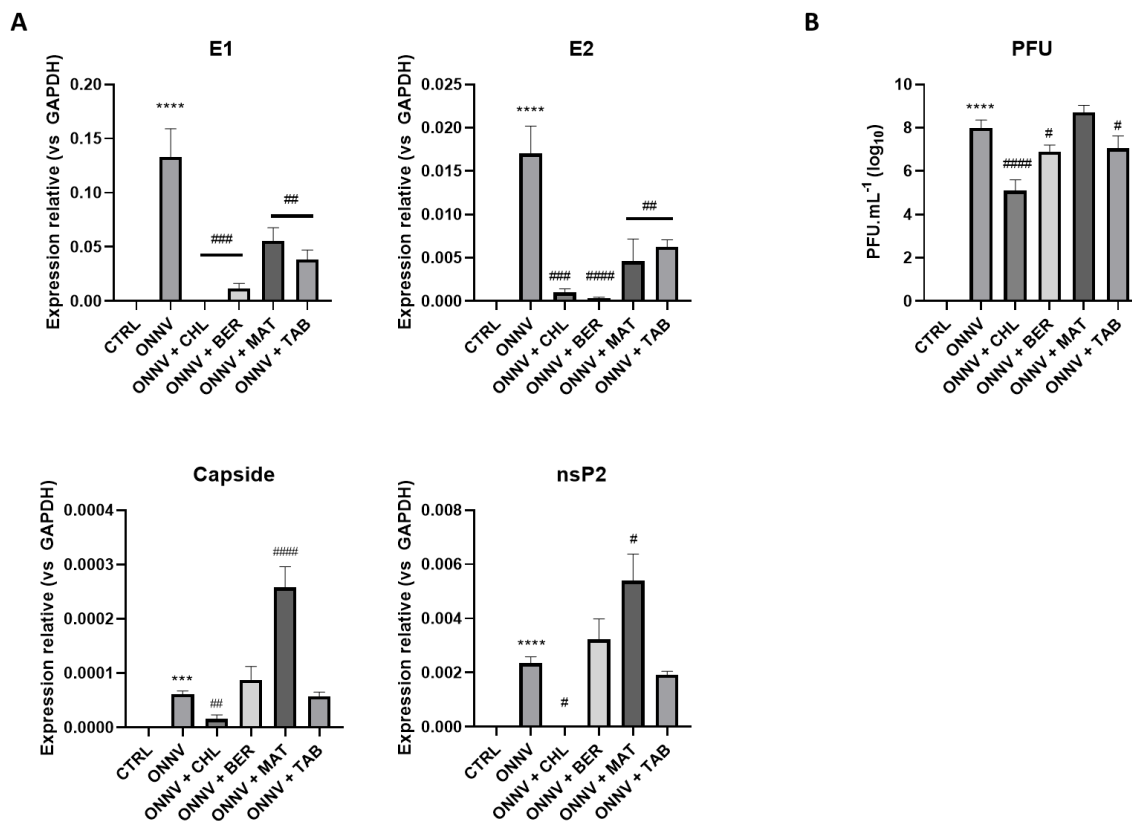 A
E1
Expression relative (vs GAPDH)
0.20
0.15
0.10
0.05
0.00
****
###
##
CTRL
ONNV
ONNV + CHL
ONNV + BER
ONNV + MAT
ONNV + TAB
E2
Expression relative (vs GAPDH)
0.025
0.020
0.015
0.010
0.005
0.000
****
###
####
##
CTRL
ONNV
ONNV + CHL
ONNV + BER
ONNV + MAT
ONNV + TAB
B
PFU
PFU.mL⁻¹ (log₁₀)
10
8
6
4
2
0
****
####
#
#
CTRL
ONNV
ONNV + CHL
ONNV + BER
ONNV + MAT
ONNV + TAB
Capside
Expression relative (vs GAPDH)
0.0004
0.0003
0.0002
0.0001
0.0000
***
##
####
CTRL
ONNV
ONNV + CHL
ONNV + BER
ONNV + MAT
ONNV + TAB
nsP2
Expression relative (vs GAPDH)
0.008
0.006
0.004
0.002
0.000
****
#
#
CTRL
ONNV
ONNV + CHL
ONNV + BER
ONNV + MAT
ONNV + TAB